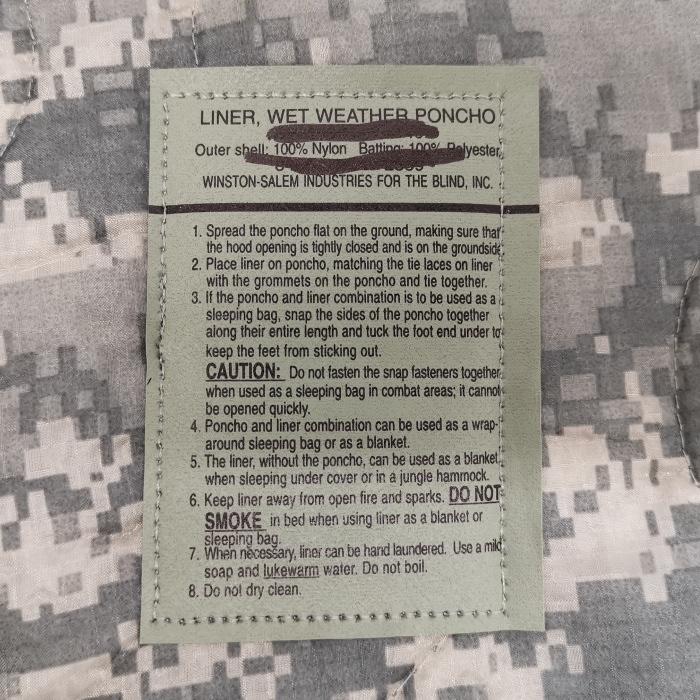 LINER, WET WEATHER PONCHO
Outer shell: 100% Nylon Batting: 100% Polyester
WINSTON-SALEM INDUSTRIES FOR THE BLIND, INC.
1. Spread the poncho flat on the ground, making sure that
the hood opening is tightly closed and is on the groundside.
2. Place liner on poncho, matching the tie laces on liner
with the grommets on the poncho and tie together.
3. If the poncho and liner combination is to be used as a
sleeping bag, snap the sides of the poncho together
along their entire length and tuck the foot end under to
keep the feet from sticking out.
CAUTION: Do not fasten the snap fasteners together
when used as a sleeping bag in combat areas; it cannot
be opened quickly.
4. Poncho and liner combination can be used as a wrap-
around sleeping bag or as a blanket.
5. The liner, without the poncho, can be used as a blanket
when sleeping under cover or in a jungle hammock.
6. Keep liner away from open fire and sparks. DO NOT
SMOKE in bed when using liner as a blanket or
sleeping bag.
7. When necessary, liner can be hand laundered. Use a mild
soap and lukewarm water. Do not boil.
8. Do not dry clean.